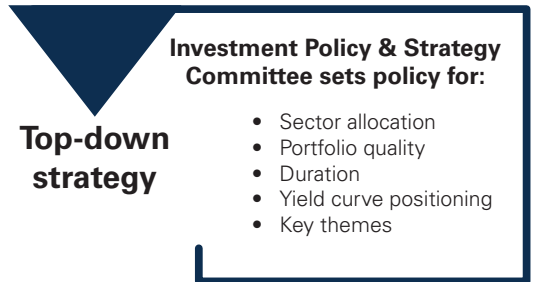 Investment Policy & Strategy
Committee sets policy for:
Top-down
strategy
• Sector allocation
• Portfolio quality
• Duration
• Yield curve positioning
• Key themes